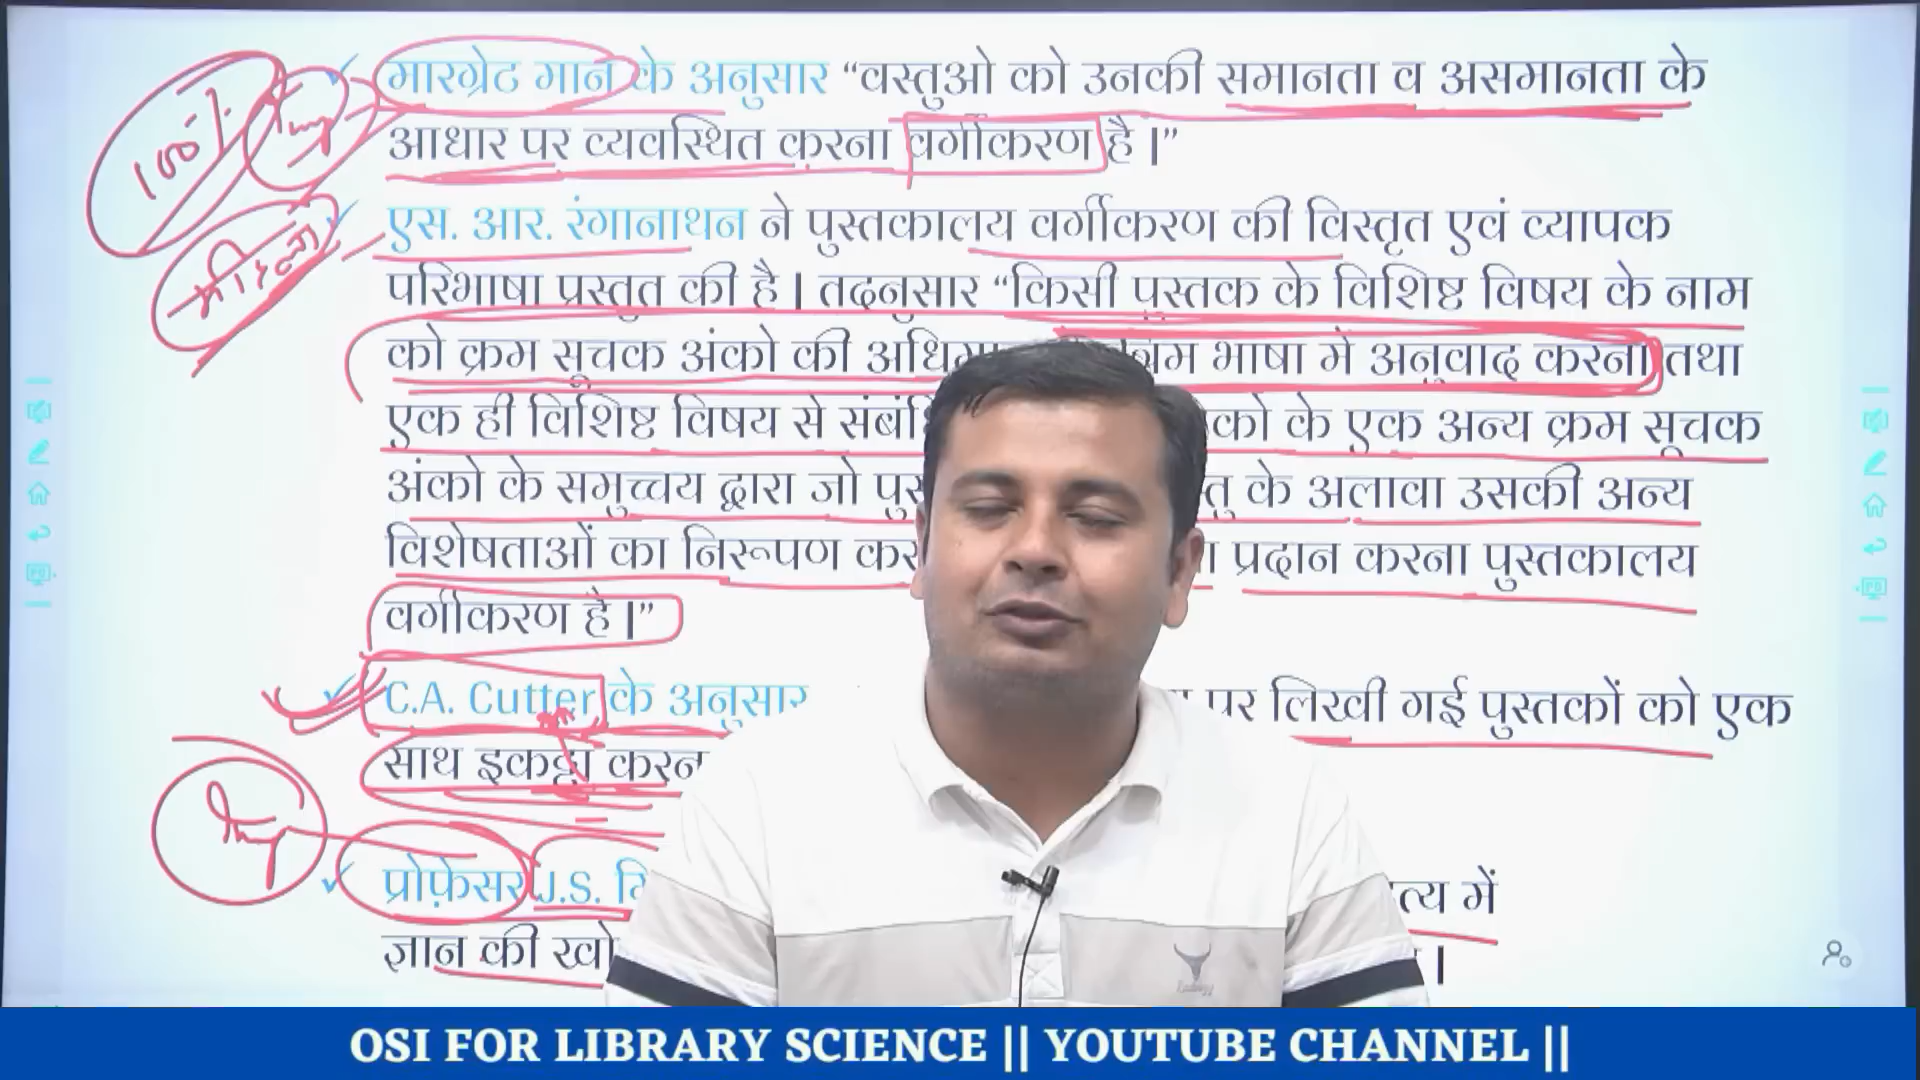 मारग्रेट मान के अनुसार “वस्तुओ को उनकी समानता व असमानता के
आधार पर व्यवस्थित करना वर्गीकरण है |”
100% Imp
एस. आर. रंगानाथन ने पुस्तकालय वर्गीकरण की विस्तृत एवं व्यापक
परिभाषा प्रस्तुत की है | तदनुसार “किसी पुस्तक के विशिष्ट विषय के नाम
को क्रम सूचक अंको की भाषा में अनुवाद करना तथा
एक ही विशिष्ट विषय से के एक अन्य क्रम सूचक
अंको के समुच्चय द्वारा जो के अलावा उसकी अन्य
विशेषताओं का निरूपण प्रदान करना पुस्तकालय
वर्गीकरण है |”
C.A. Cutter के अनुसार पर लिखी गई पुस्तकों को एक
साथ इकट्ठा
Imp
प्रोफ़ेसर J.S. में
ज्ञान की |
OSI FOR LIBRARY SCIENCE || YOUTUBE CHANNEL ||